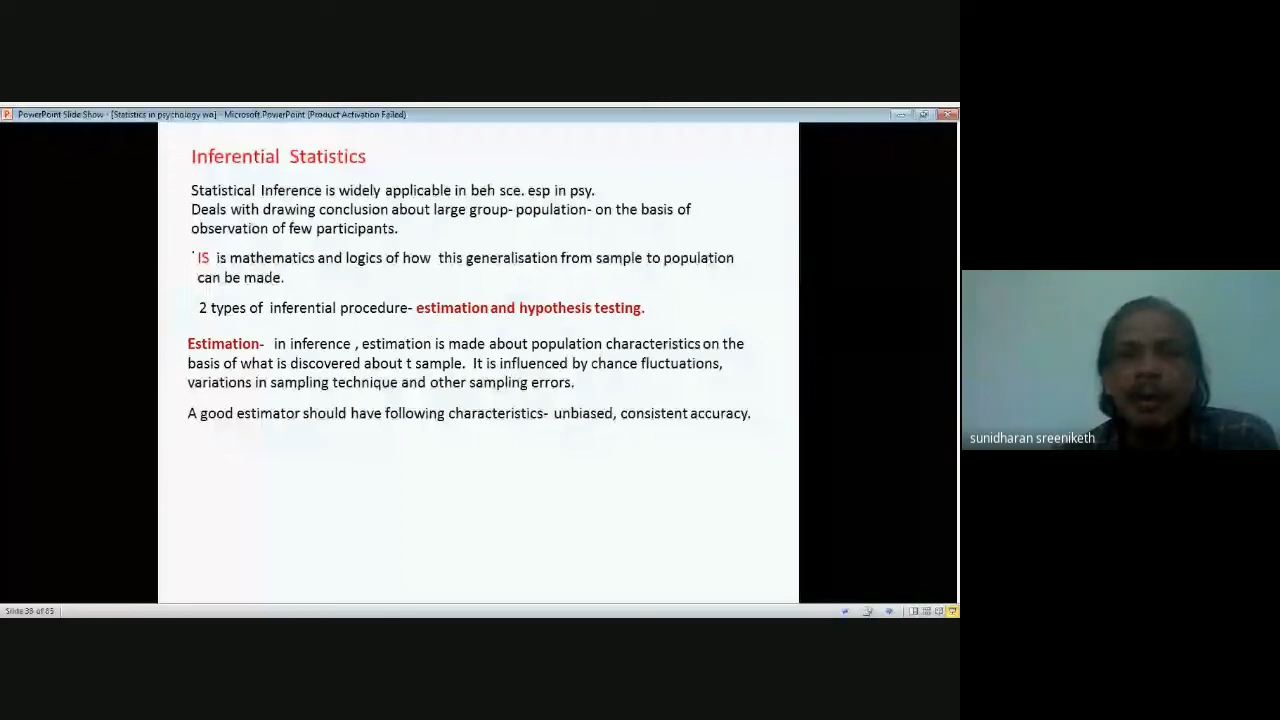 PowerPoint Slide Show - [Statistics in psychology wo] - Microsoft PowerPoint (Product Activation Failed)
Inferential Statistics
Statistical Inference is widely applicable in beh sce. esp in psy.
Deals with drawing conclusion about large group- population- on the basis of
observation of few participants.
IS is mathematics and logics of how this generalisation from sample to population
can be made.
2 types of inferential procedure- estimation and hypothesis testing.
Estimation- in inference , estimation is made about population characteristics on the
basis of what is discovered about t sample. It is influenced by chance fluctuations,
variations in sampling technique and other sampling errors.
A good estimator should have following characteristics- unbiased, consistent accuracy.
sunidharan sreeniketh